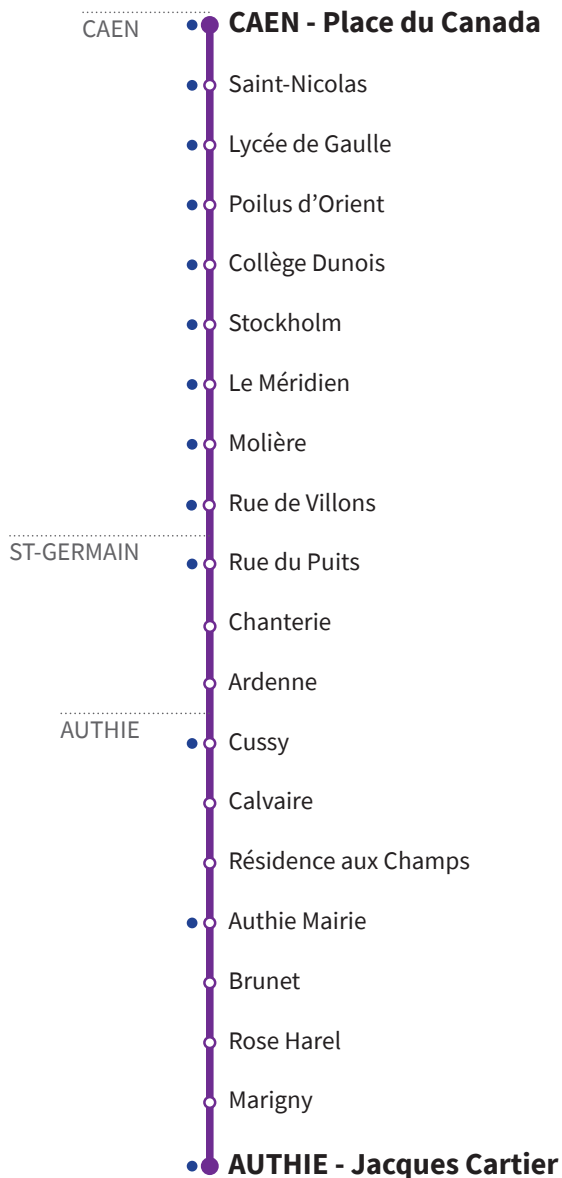 CAEN
CAEN - Place du Canada
Saint-Nicolas
Lycée de Gaulle
Poilus d’Orient
Collège Dunois
Stockholm
Le Méridien
Molière
Rue de Villons
ST-GERMAIN
Rue du Puits
Chanterie
Ardenne
AUTHIE
Cussy
Calvaire
Résidence aux Champs
Authie Mairie
Brunet
Rose Harel
Marigny
AUTHIE - Jacques Cartier